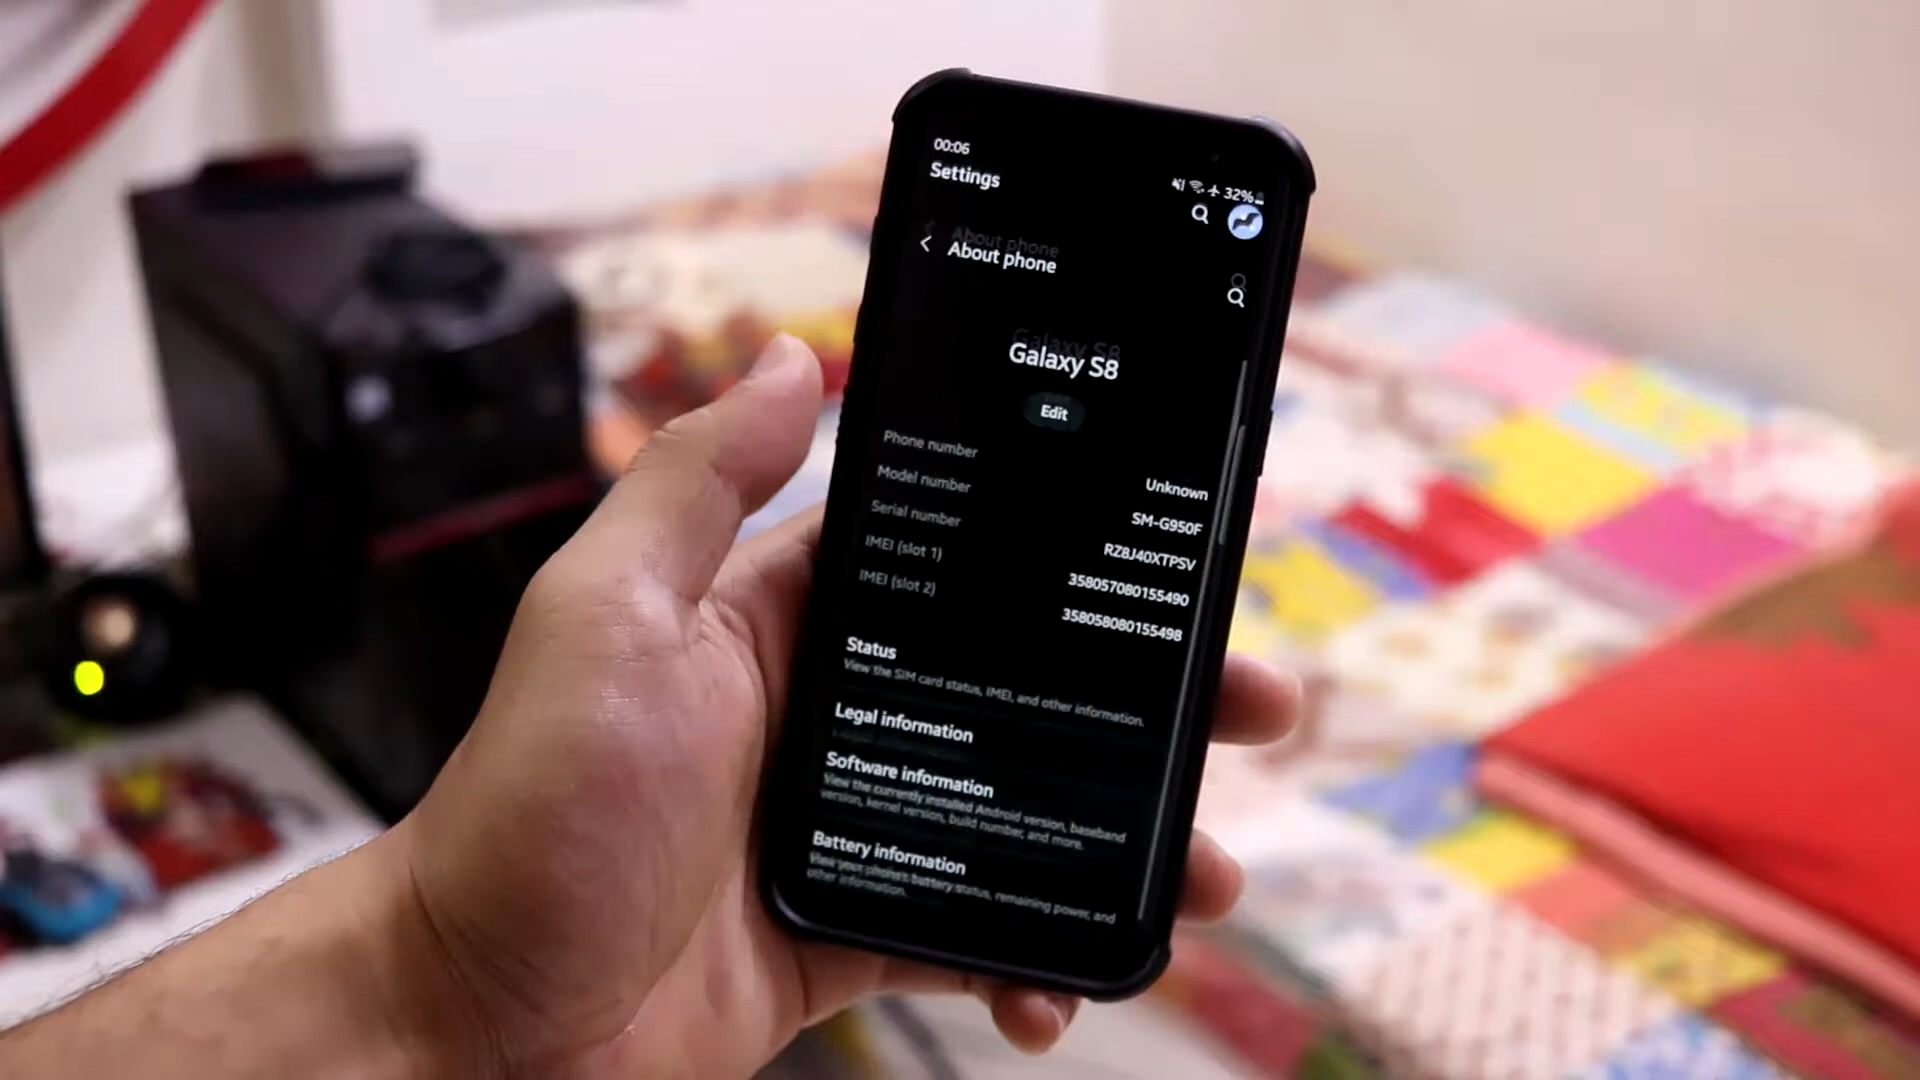 00:06
32%
Settings
About phone
Galaxy S8
Edit
Phone number
Unknown
Model number
SM-G950F
Serial number
RZ8J40XTPSV
IMEI (slot 1)
358057080155490
IMEI (slot 2)
358058080155498
Status
View the SIM card status, IMEI, and other information.
Legal information
Software information
View the currently installed Android version, baseband
version, kernel version, build number, and more.
Battery information
View your phone's battery status, remaining power, and
other information.